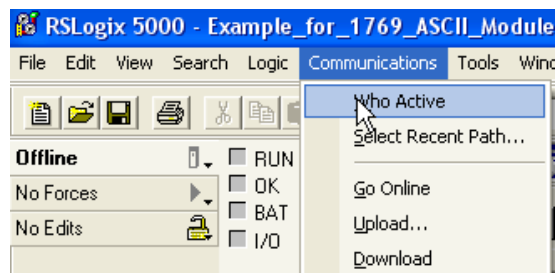 RSLogix 5000 - Example_for_1769_ASCII_Module
File Edit View Search Logic Communications Tools
Who Active
Select Recent Path...
Offline RUN
No Forces OK
Go Online
BAT
No Edits
Upload...
I/O
Download